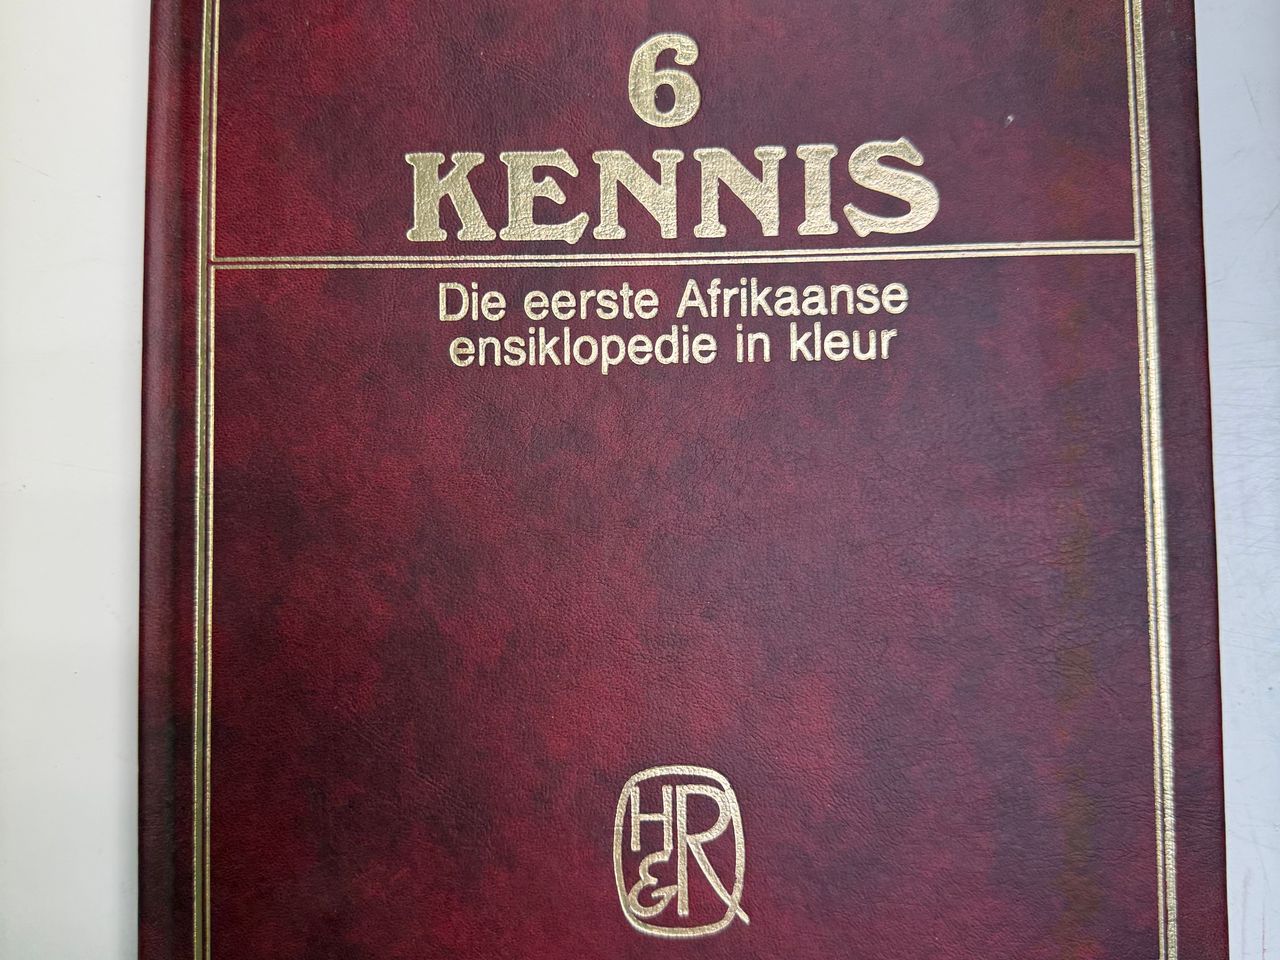 6
KENNIS
Die eerste Afrikaanse
ensiklopedie in kleur
H
&R